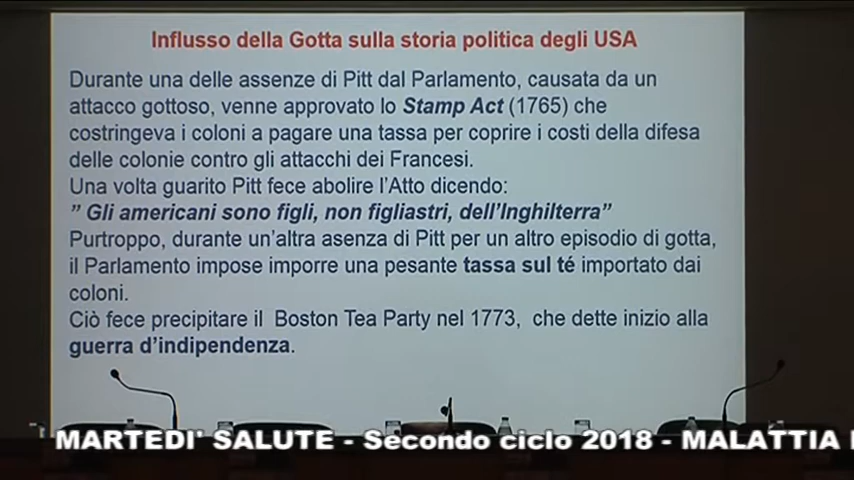 Influsso della Gotta sulla storia politica degli USA
Durante una delle assenze di Pitt dal Parlamento, causata da un
attacco gottoso, venne approvato lo Stamp Act (1765) che
costringeva i coloni a pagare una tassa per coprire i costi della difesa
delle colonie contro gli attacchi dei Francesi.
Una volta guarito Pitt fece abolire l'Atto dicendo:
" Gli americani sono figli, non figliastri, dell'Inghilterra"
Purtroppo, durante un'altra asenza di Pitt per un altro episodio di gotta,
il Parlamento impose imporre una pesante tassa sul té importato dai
coloni.
Ciò fece precipitare il Boston Tea Party nel 1773, che dette inizio alla
guerra d'indipendenza.
MARTEDI' SALUTE - Secondo ciclo 2018 - MALATTIA